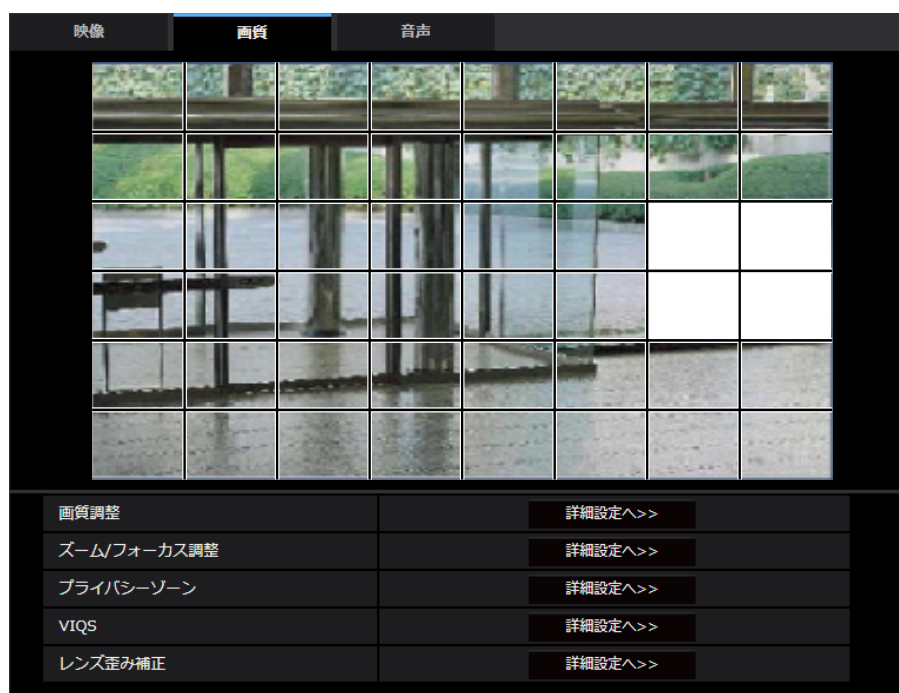 映像 画質 音声
画質調整 詳細設定へ>>
ズーム/フォーカス調整 詳細設定へ>>
プライバシーゾーン 詳細設定へ>>
VIQS 詳細設定へ>>
レンズ歪み補正 詳細設定へ>>